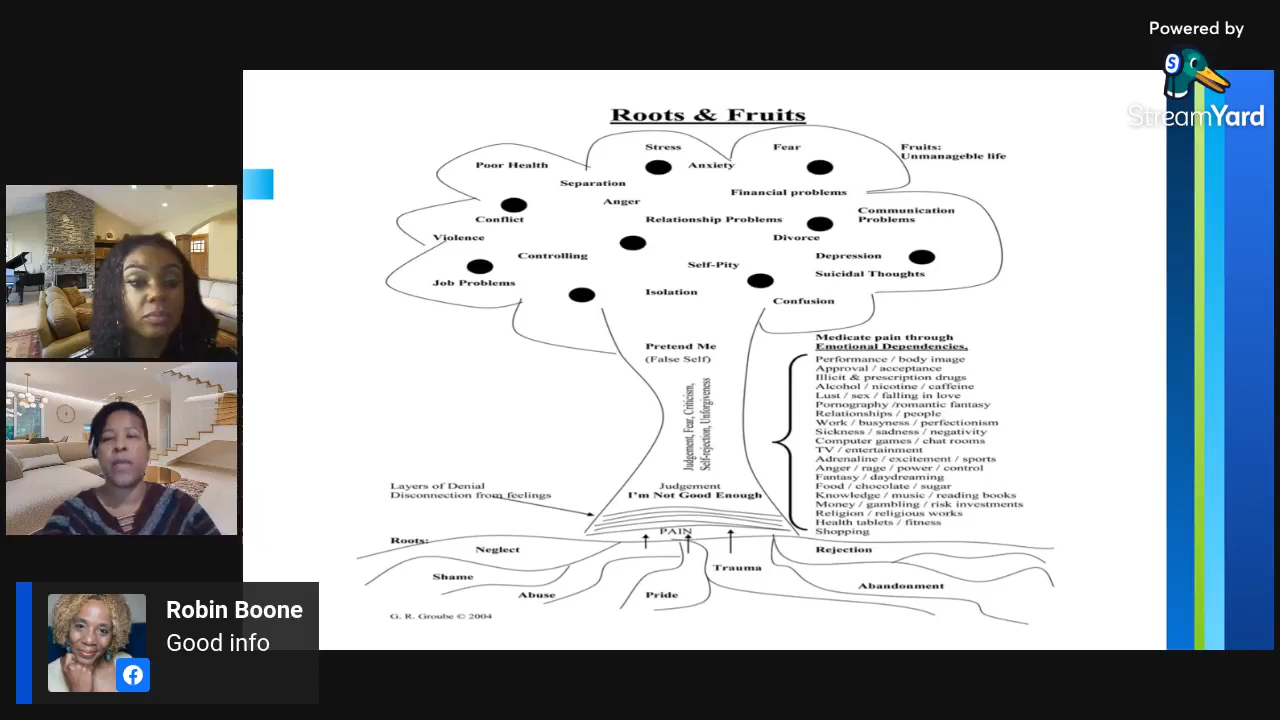 Powered by
StreamYard
Roots & Fruits
Stress
Fear
Fruits:
Unmanageble life
Poor Health
Anxiety
Separation
Financial problems
Anger
Communication
Problems
Conflict
Relationship Problems
Violence
Divorce
Controlling
Depression
Self-Pity
Suicidal Thoughts
Job Problems
Isolation
Confusion
Pretend Me
(False Self)
Judgement, Fear, Criticism,
Self-rejection, Unforgiveness
Medicate pain through
Emotional Dependencies.
Performance / body image
Approval / acceptance
Illicit & prescription drugs
Alcohol / nicotine / caffeine
Lust / sex / falling in love
Pornography /romantic fantasy
Relationships / people
Work / busyness / perfectionism
Sickness / sadness / negativity
Computer games / chat rooms
TV / entertainment
Adrenaline / excitement / sports
Anger / rage / power / control
Fantasy / daydreaming
Food / chocolate / sugar
Knowledge / music / reading books
Money / gambling / risk investments
Religion / religious works
Health tablets / fitness
Shopping
Layers of Denial
Disconnection from feelings
Judgement
I'm Not Good Enough
PAIN
Roots:
Neglect
Rejection
Shame
Trauma
Abuse
Pride
Abandonment
G. R. Groube © 2004
Robin Boone
Good info